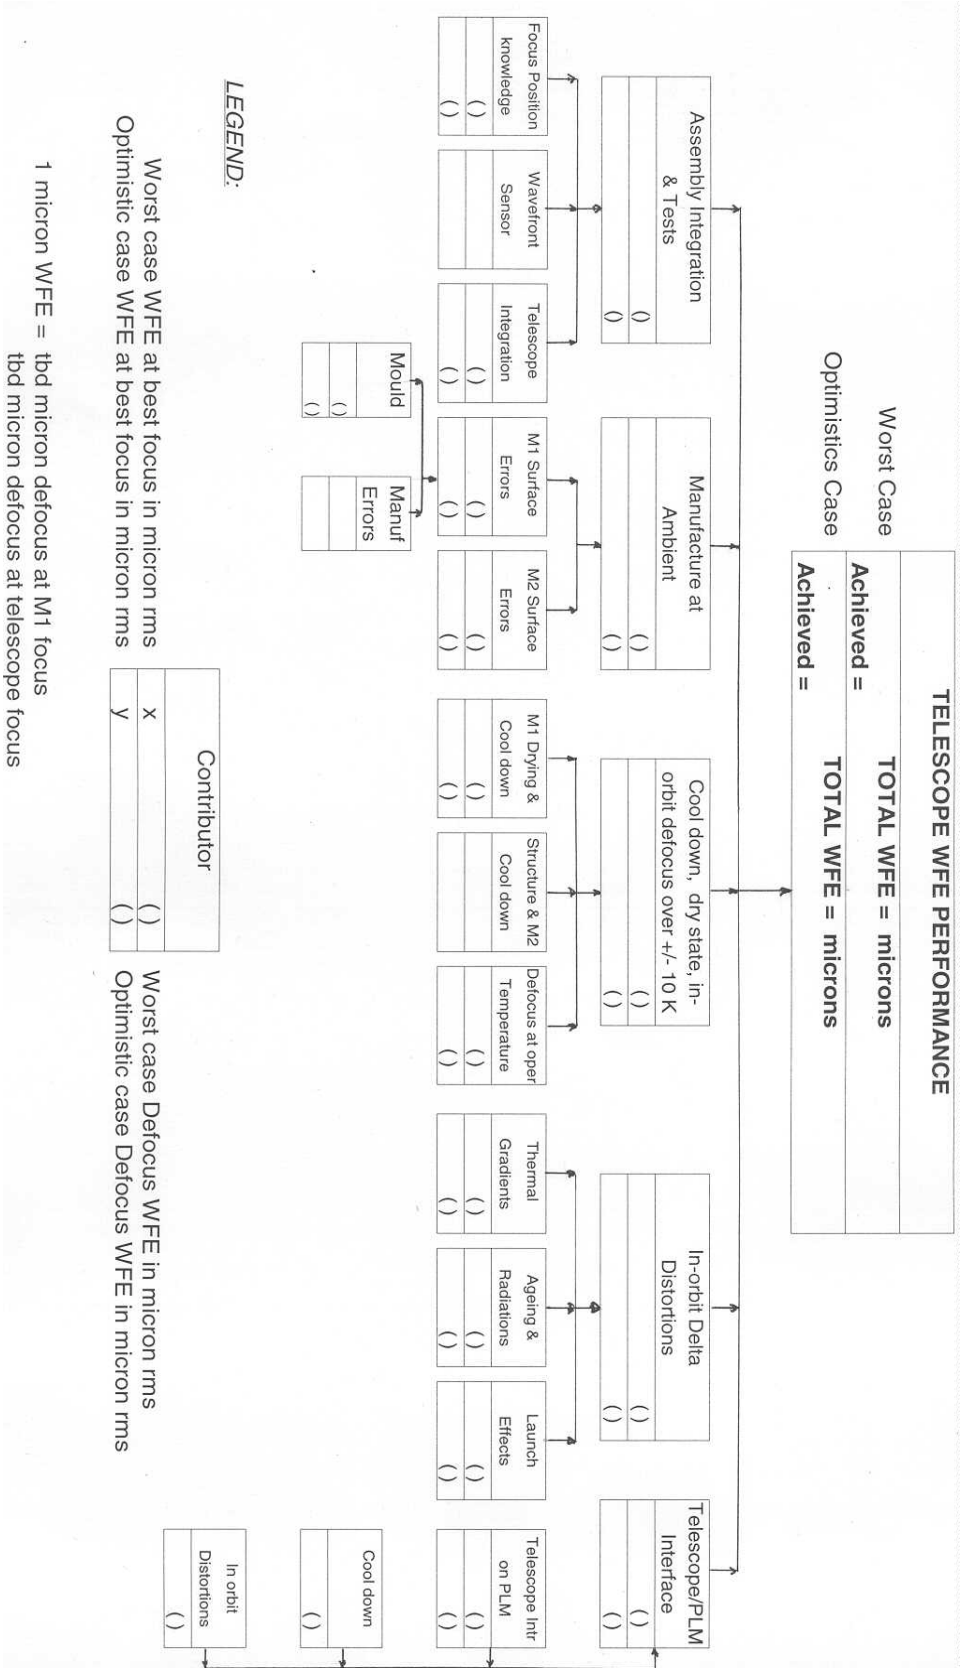 TELESCOPE WFE PERFORMANCE
Worst Case
TOTAL WFE = microns
Achieved =
Optimistics Case
TOTAL WFE = microns
Achieved =
Assembly Integration
& Tests
()
()
Manufacture at
Ambient
( )
( )
Cool down, dry state, in-
orbit defocus over +/- 10 K
( )
( )
In-orbit Delta
Distortions
( )
( )
Telescope/PLM
Interface
( )
( )
Focus Position
knowledge
( )
( )
Wavefront
Sensor
Telescope
Integration
( )
( )
M1 Surface
Errors
( )
( )
M2 Surface
Errors
( )
( )
M1 Drying &
Cool down
( )
( )
Structure & M2
Cool down
Defocus at oper
Temperature
( )
( )
Thermal
Gradients
( )
( )
Ageing &
Radiations
( )
( )
Launch
Effects
( )
( )
Telescope Intr
on PLM
( )
( )
Mould
( )
( )
Manuf
Errors
Cool down
( )
In orbit
Distortions
( )
LEGEND:
Contributor
Worst case WFE at best focus in micron rms
x
( )
Worst case Defocus WFE in micron rms
Optimistic case WFE at best focus in micron rms
y
( )
Optimistic case Defocus WFE in micron rms
1 micron WFE = tbd micron defocus at M1 focus
tbd micron defocus at telescope focus